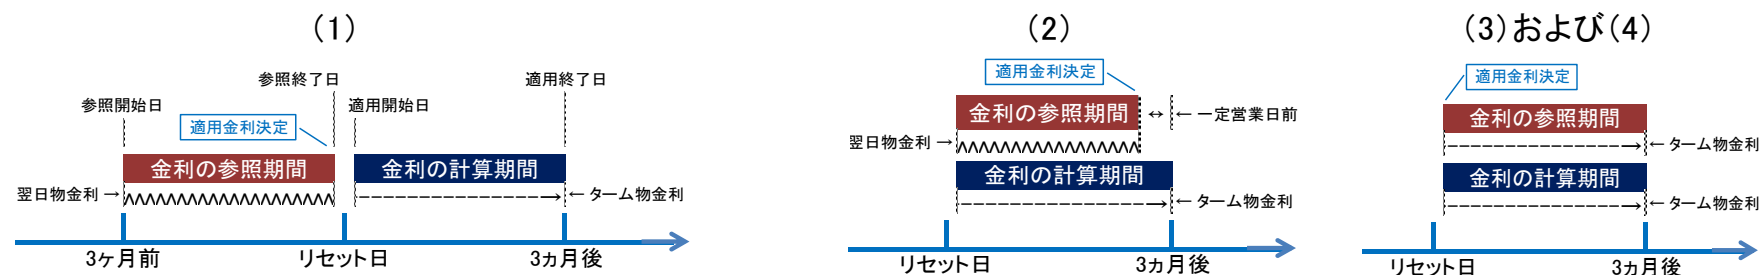 (1)
参照開始日
参照終了日
適用金利決定
適用開始日
適用終了日
金利の参照期間
金利の計算期間
翌日物金利 →
← ターム物金利
3ヶ月前
リセット日
3ヵ月後
(2)
適用金利決定
金利の参照期間
↔ ← 一定営業日前
翌日物金利 →
金利の計算期間
← ターム物金利
リセット日
3ヵ月後
(3)および(4)
適用金利決定
金利の参照期間
← ターム物金利
金利の計算期間
← ターム物金利
リセット日
3ヵ月後